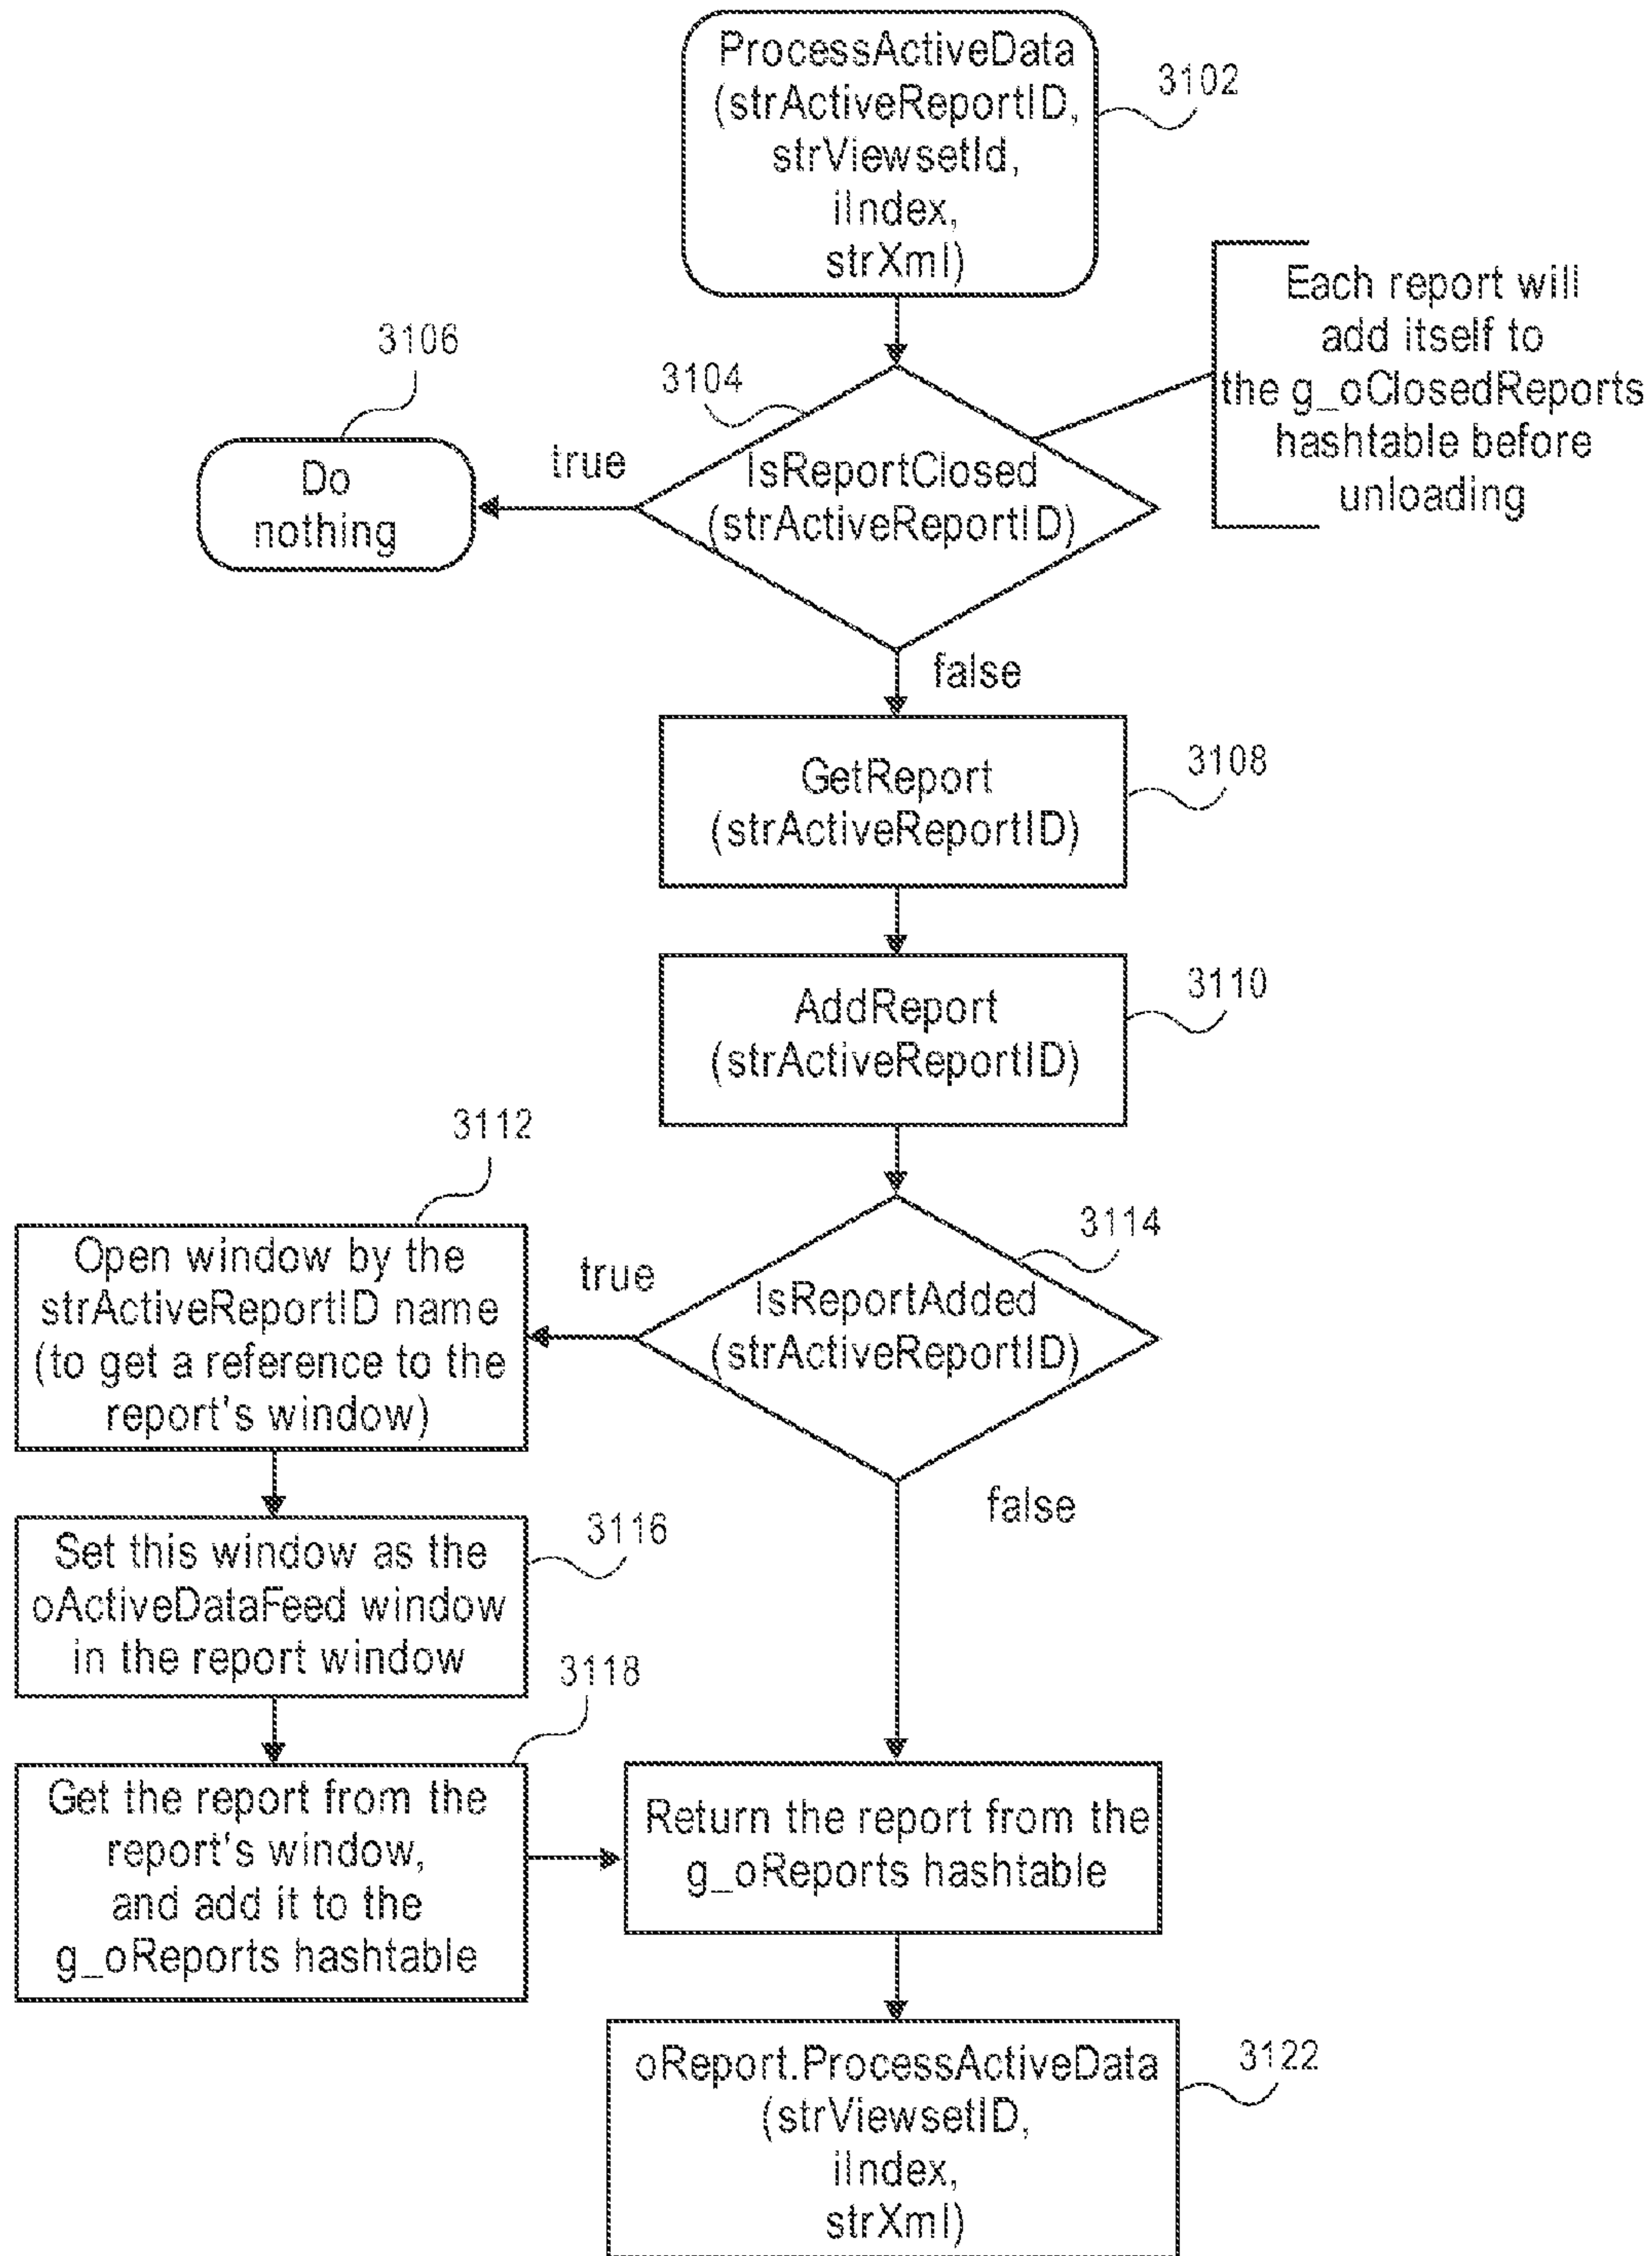 ProcessActiveData
(strActiveReportID,
strViewsetId,
iIndex,
strXml)
3102
Each report will
add itself to
the g_oClosedReports
hashtable before
unloading
3106
3104
Do
nothing
true
IsReportClosed
(strActiveReportID)
false
GetReport
(strActiveReportID)
3108
AddReport
(strActiveReportID)
3110
3112
Open window by the
strActiveReportID name
(to get a reference to the
report's window)
true
IsReportAdded
(strActiveReportID)
3114
false
Set this window as the
oActiveDataFeed window
in the report window
3116
3118
Get the report from the
report's window,
and add it to the
g_oReports hashtable
Return the report from the
g_oReports hashtable
oReport.ProcessActiveData
(strViewsetID,
iIndex,
strXml)
3122